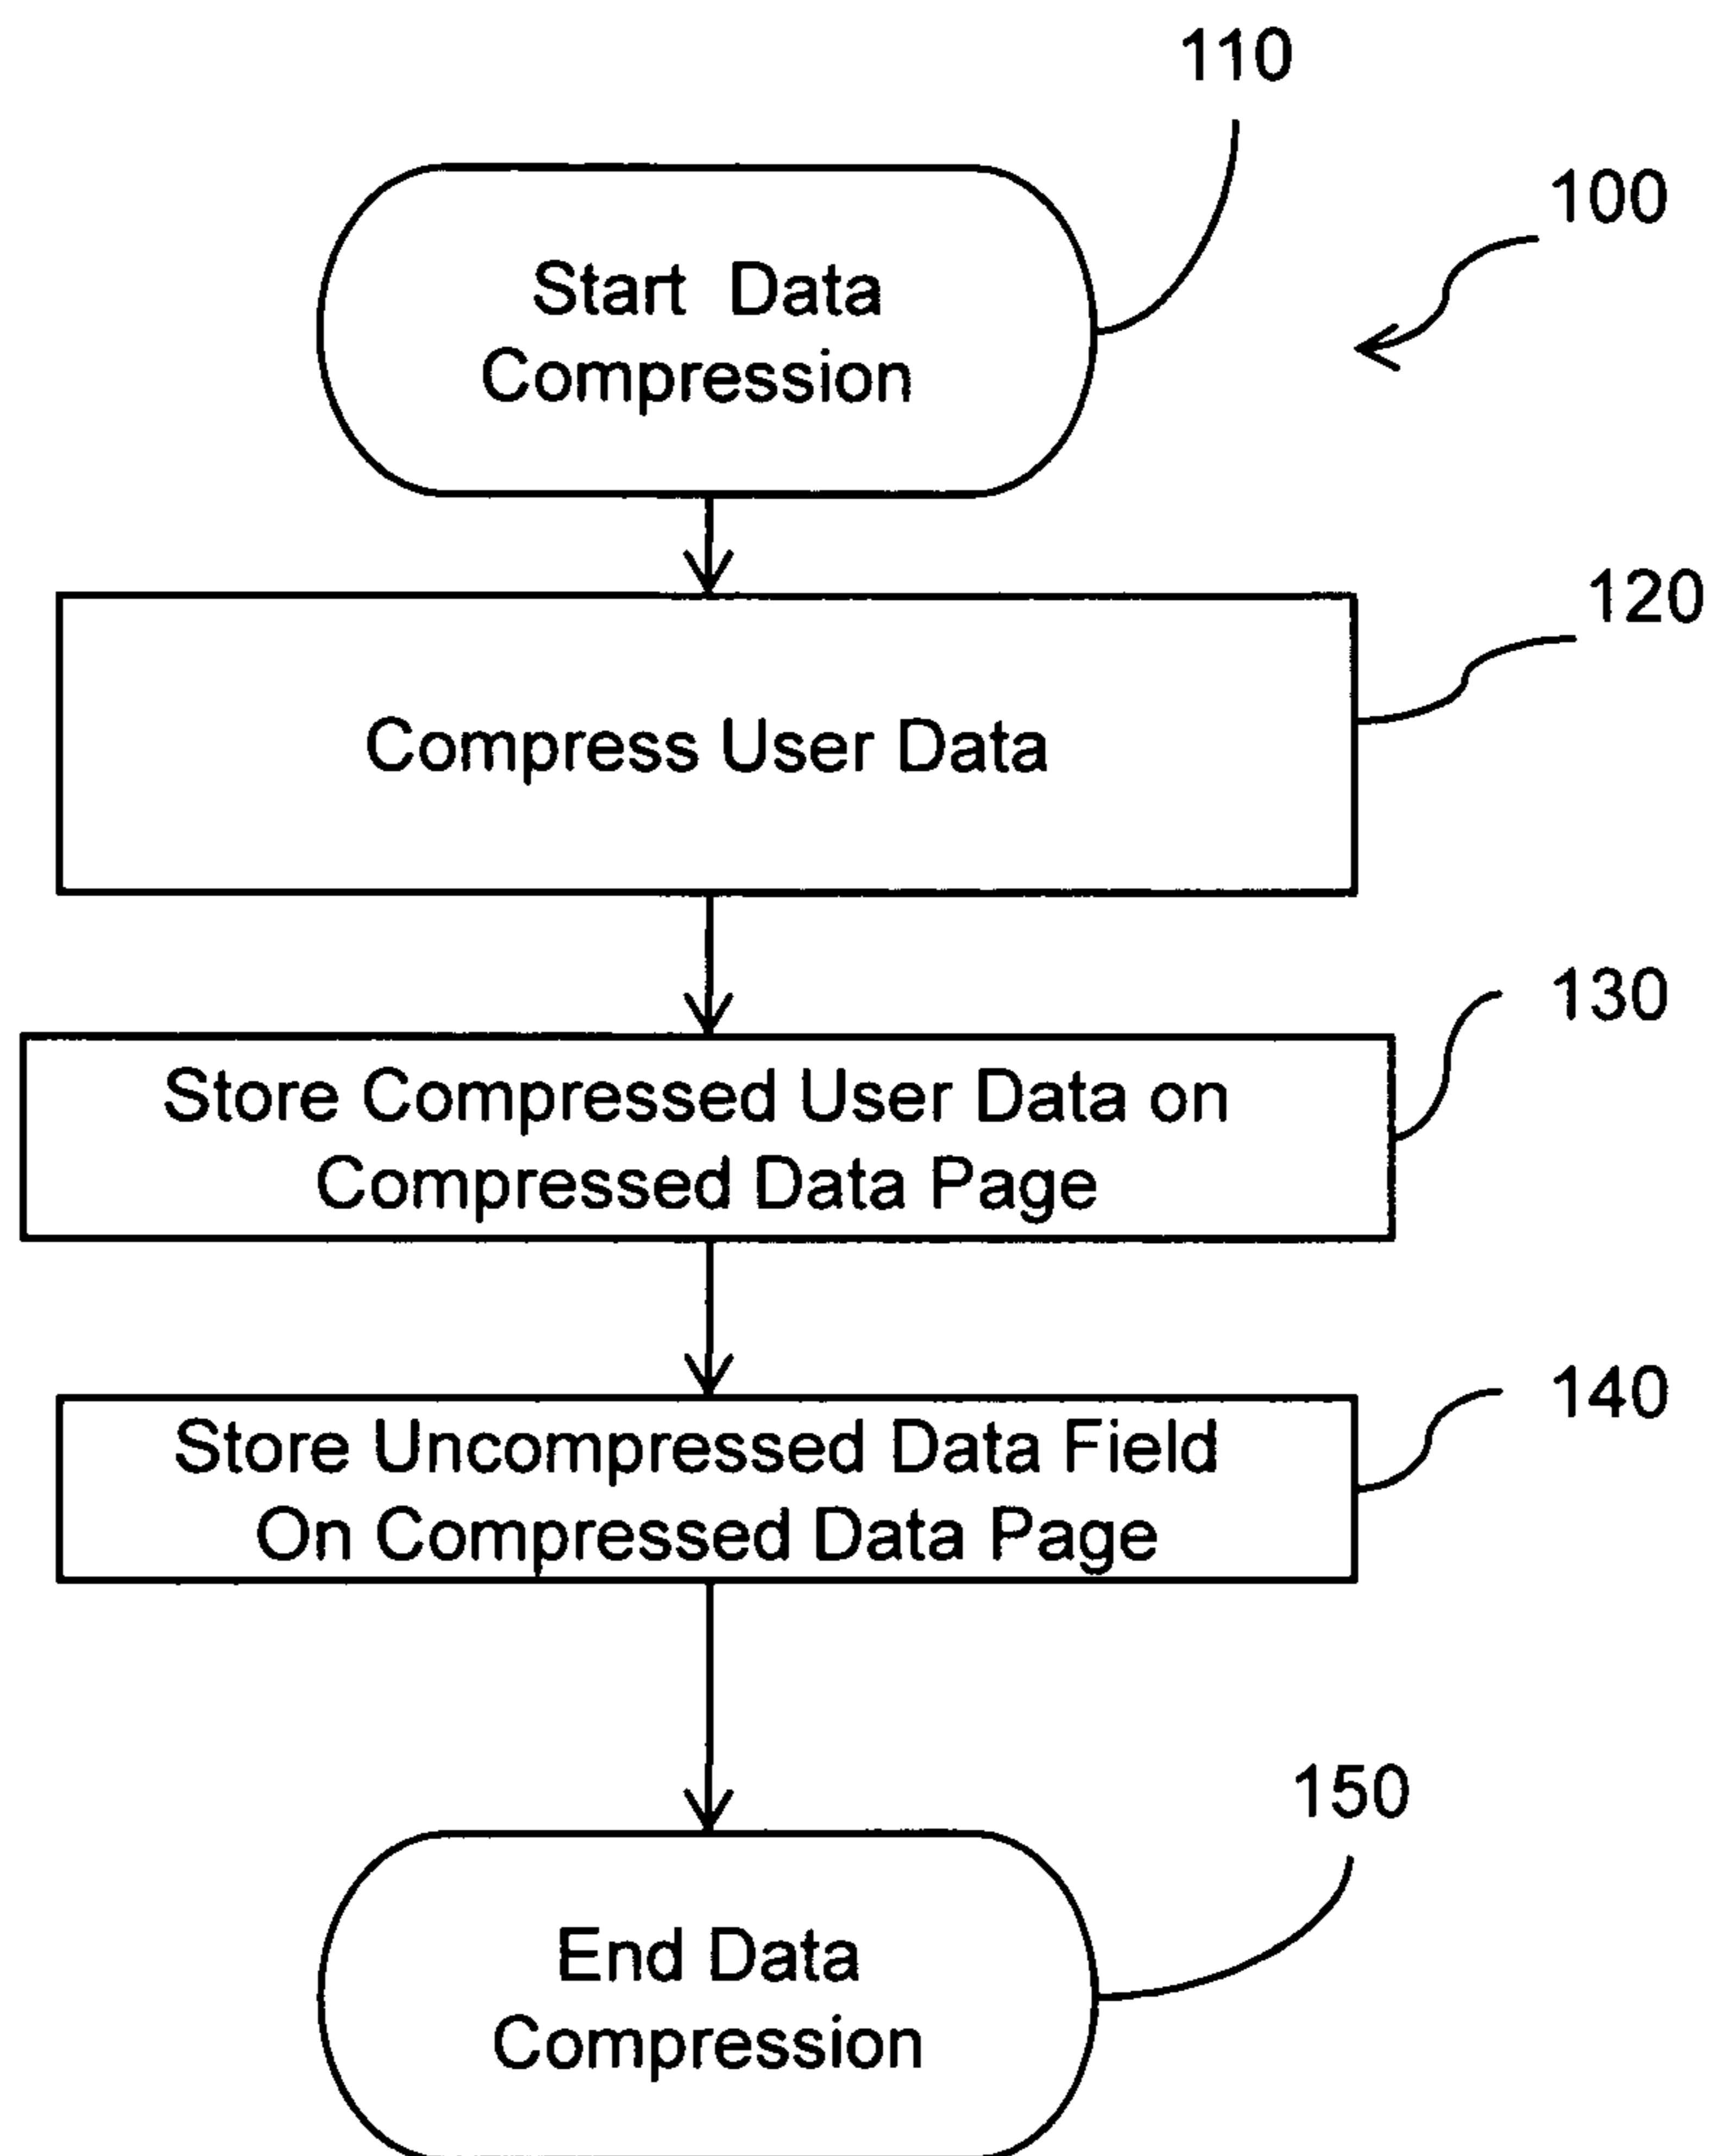 110
100
Start Data
Compression
120
Compress User Data
130
Store Compressed User Data on
Compressed Data Page
140
Store Uncompressed Data Field
On Compressed Data Page
150
End Data
Compression